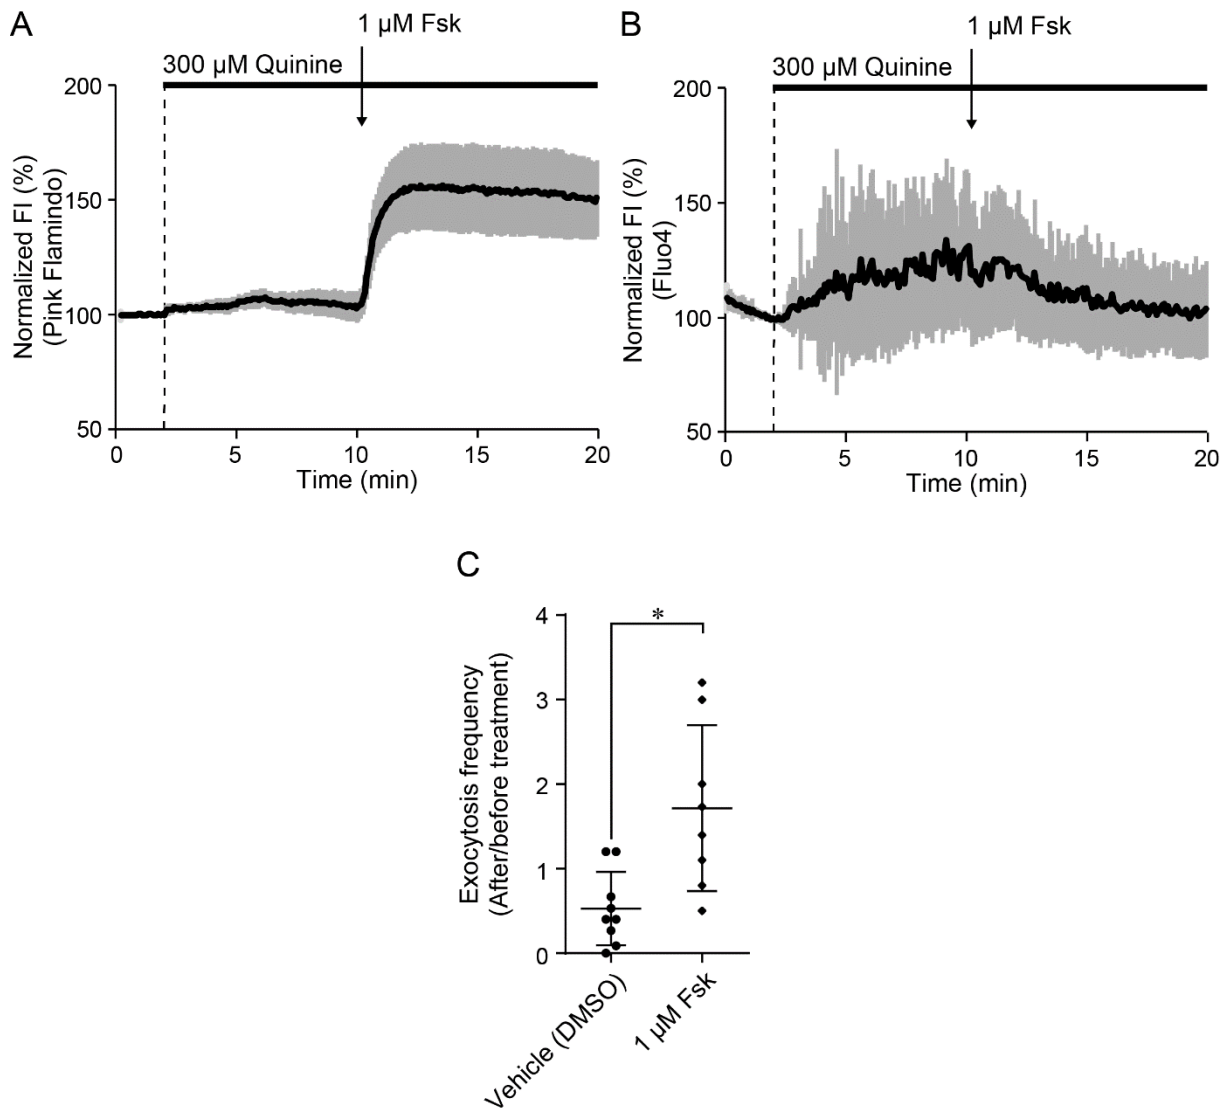 A
1 µM Fsk
300 µM Quinine
200
150
100
50
Normalized FI (%)
(Pink Flamindo)
0
5
10
15
20
Time (min)
B
1 µM Fsk
300 µM Quinine
200
150
100
50
Normalized FI (%)
(Fluo4)
0
5
10
15
20
Time (min)
C
4
3
2
1
0
*
Exocytosis frequency
(After/before treatment)
Vehicle (DMSO)
1 µM Fsk